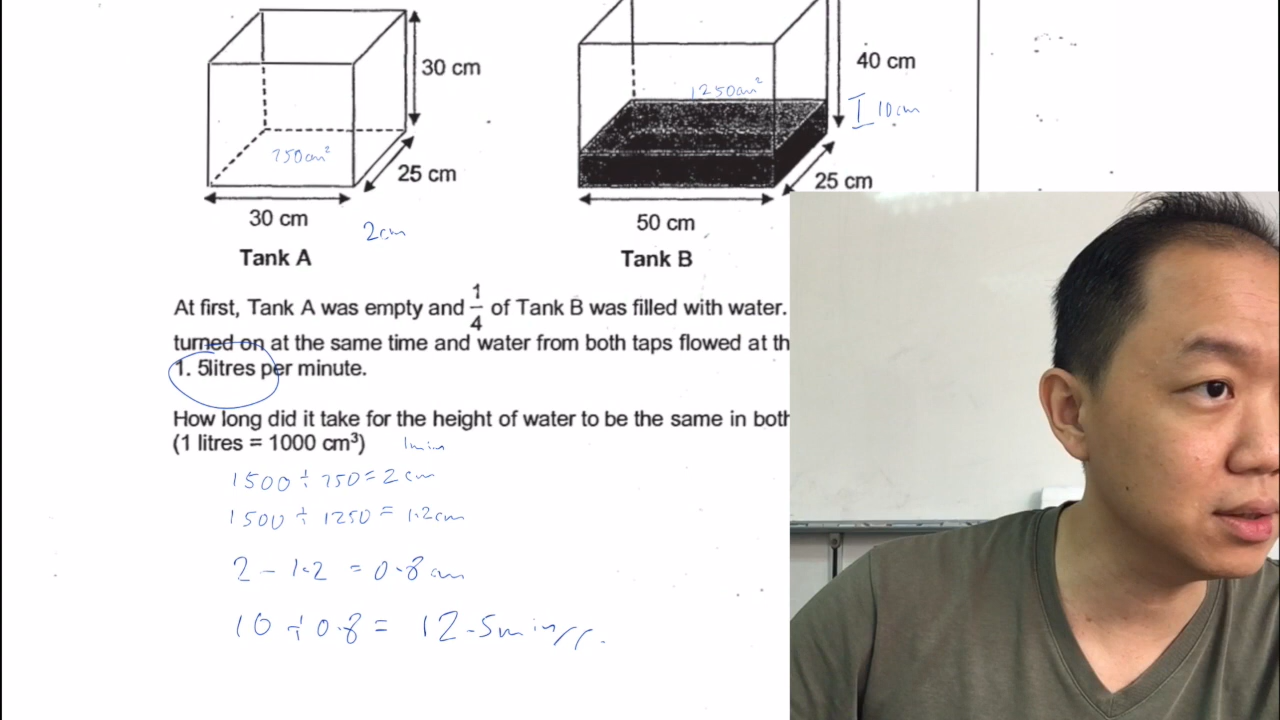 30 cm
40 cm
1250cm²
10cm
750cm²
25 cm
25 cm
30 cm
50 cm
2cm
Tank A
Tank B
At first, Tank A was empty and 1/4 of Tank B was filled with water.
turned on at the same time and water from both taps flowed at th
1. 5litres per minute.
How long did it take for the height of water to be the same in both
(1 litres = 1000 cm³)
1min
1500 ÷ 750 = 2cm
1500 ÷ 1250 = 1.2cm
2 - 1.2 = 0.8cm
10 ÷ 0.8 = 12.5min//.